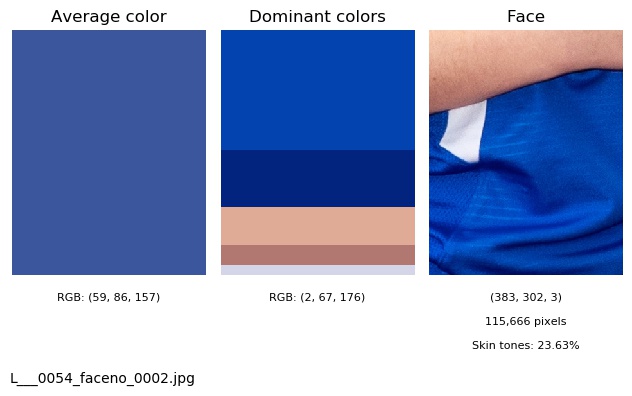 Average color
Dominant colors
Face
RGB: (59, 86, 157)
RGB: (2, 67, 176)
(383, 302, 3)
115,666 pixels
Skin tones: 23.63%
L___0054_faceno_0002.jpg